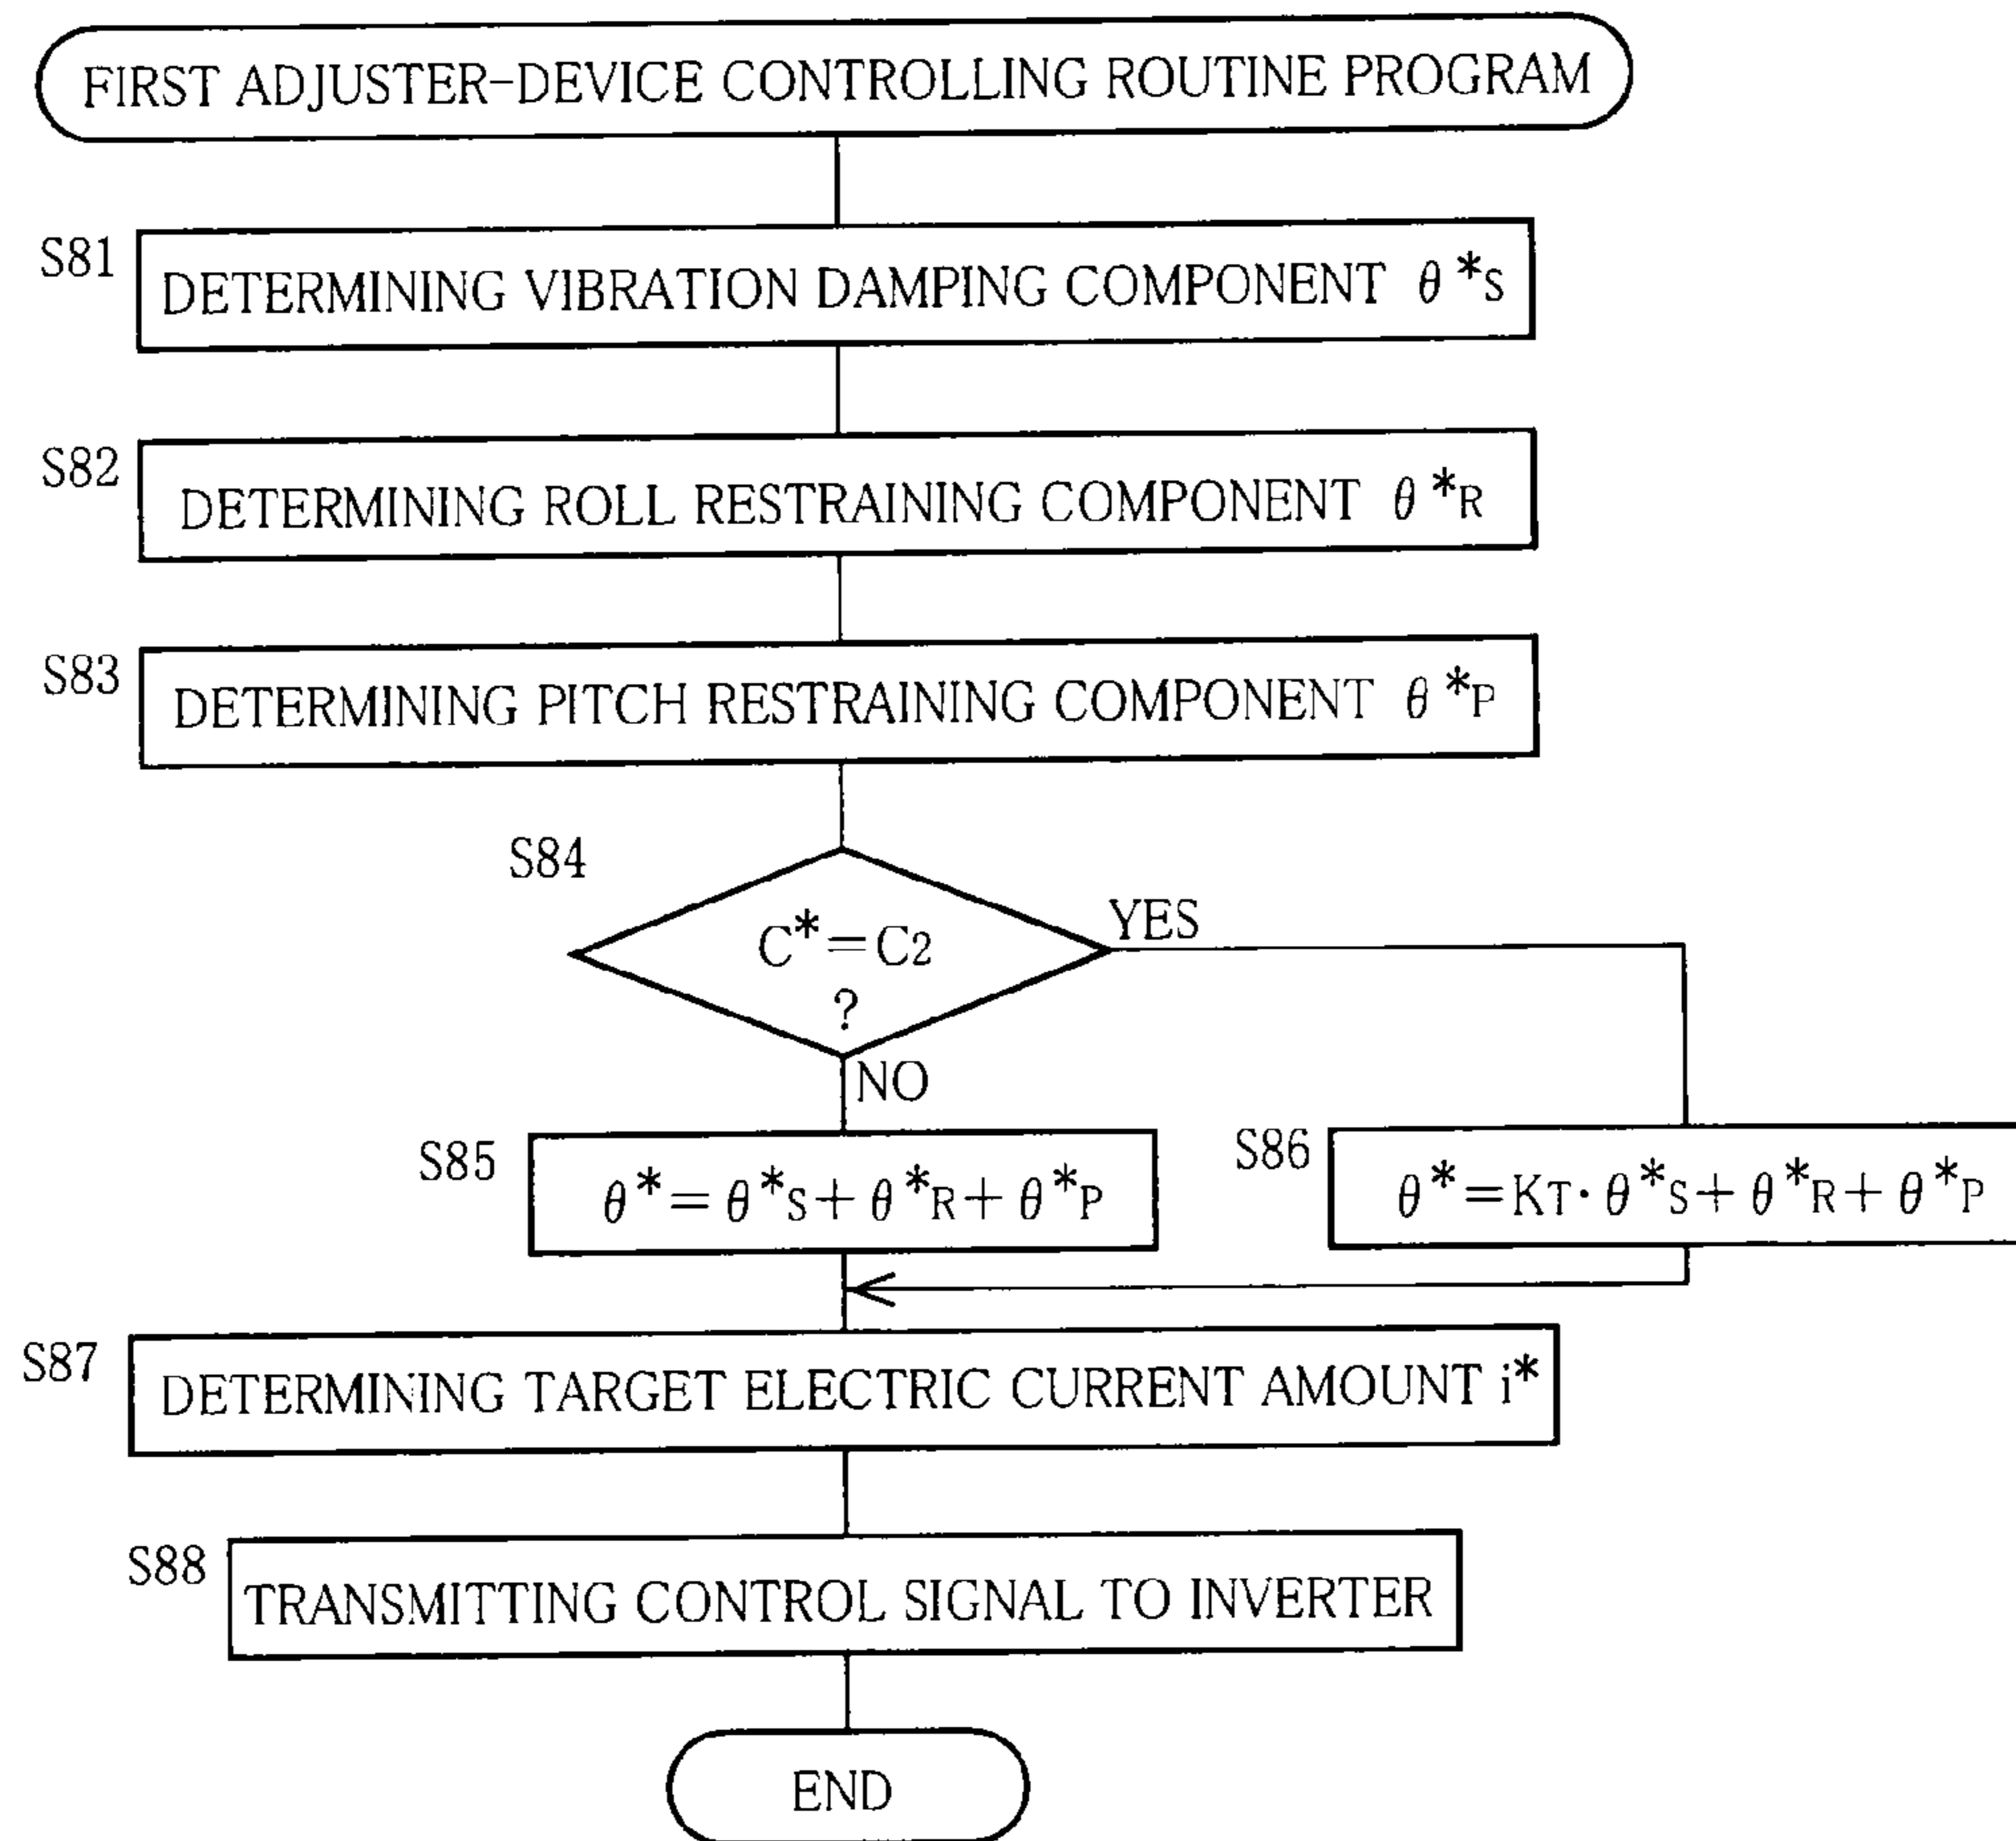 FIRST ADJUSTER-DEVICE CONTROLLING ROUTINE PROGRAM
S81
DETERMINING VIBRATION DAMPING COMPONENT θ*S
S82
DETERMINING ROLL RESTRAINING COMPONENT θ*R
S83
DETERMINING PITCH RESTRAINING COMPONENT θ*P
S84
C*=C2
?
YES
NO
S85
θ*=θ*S+θ*R+θ*P
S86
θ*=KT·θ*S+θ*R+θ*P
S87
DETERMINING TARGET ELECTRIC CURRENT AMOUNT i*
S88
TRANSMITTING CONTROL SIGNAL TO INVERTER
END